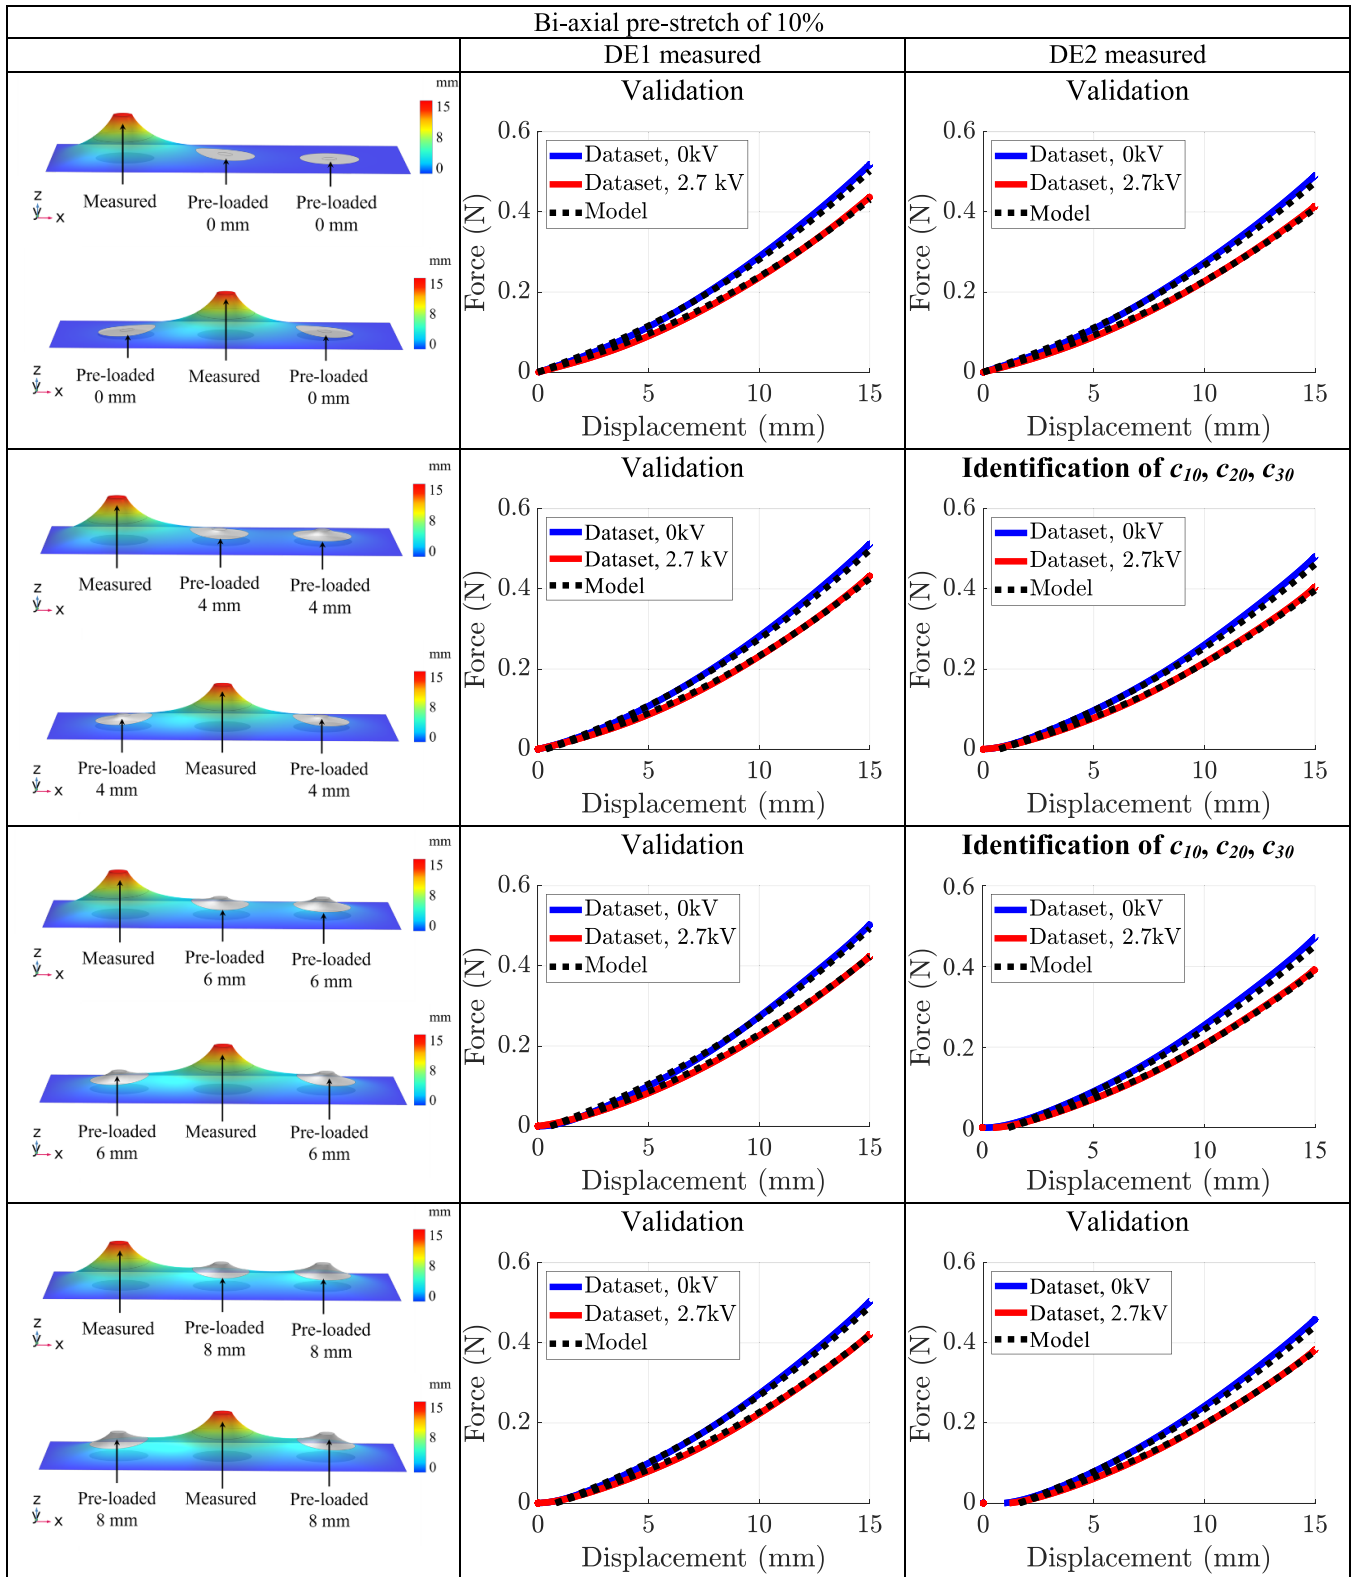 Bi-axial pre-stretch of 10%
DE1 measured
DE2 measured
mm
15
8
0
Measured
Pre-loaded
0 mm
Pre-loaded
0 mm
z
y
x
15
8
0
Pre-loaded
0 mm
Measured
Pre-loaded
0 mm
z
y
x
Validation
0.6
0.4
0.2
0
Force (N)
Dataset, 0kV
Dataset, 2.7 kV
Model
0
5
10
15
Displacement (mm)
Validation
0.6
0.4
0.2
0
Force (N)
Dataset, 0kV
Dataset, 2.7kV
Model
0
5
10
15
Displacement (mm)
mm
15
8
0
Measured
Pre-loaded
4 mm
Pre-loaded
4 mm
z
y
x
15
8
0
Pre-loaded
4 mm
Measured
Pre-loaded
4 mm
z
y
x
Validation
0.6
0.4
0.2
0
Force (N)
Dataset, 0kV
Dataset, 2.7 kV
Model
0
5
10
15
Displacement (mm)
Identification of c10, c20, c30
0.6
0.4
0.2
0
Force (N)
Dataset, 0kV
Dataset, 2.7kV
Model
0
5
10
15
Displacement (mm)
mm
15
8
0
Measured
Pre-loaded
6 mm
Pre-loaded
6 mm
z
y
x
mm
15
8
0
Pre-loaded
6 mm
Measured
Pre-loaded
6 mm
z
y
x
Validation
0.6
0.4
0.2
0
Force (N)
Dataset, 0kV
Dataset, 2.7kV
Model
0
5
10
15
Displacement (mm)
Identification of c10, c20, c30
0.6
0.4
0.2
0
Force (N)
Dataset, 0kV
Dataset, 2.7kV
Model
0
5
10
15
Displacement (mm)
mm
15
8
0
Measured
Pre-loaded
8 mm
Pre-loaded
8 mm
z
y
x
mm
15
8
0
Pre-loaded
8 mm
Measured
Pre-loaded
8 mm
z
y
x
Validation
0.6
0.4
0.2
0
Force (N)
Dataset, 0kV
Dataset, 2.7kV
Model
0
5
10
15
Displacement (mm)
Validation
0.6
0.4
0.2
0
Force (N)
Dataset, 0kV
Dataset, 2.7kV
Model
0
5
10
15
Displacement (mm)